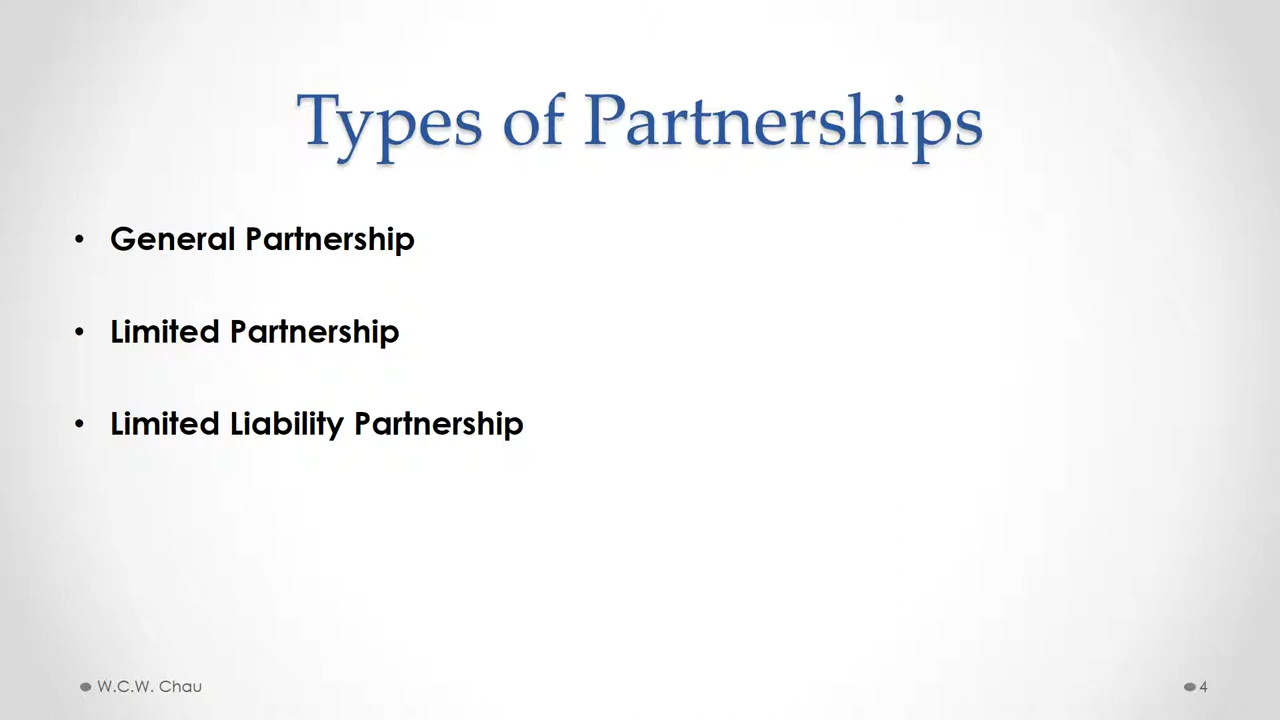 Types of Partnerships
• General Partnership
• Limited Partnership
• Limited Liability Partnership
W.C.W. Chau
4